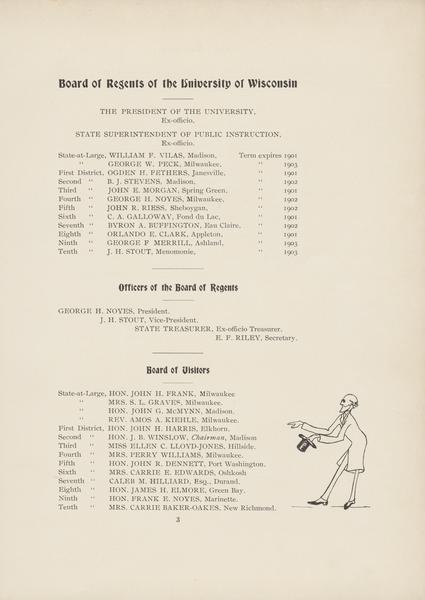 Board of Regents of the University of Wisconsin
THE PRESIDENT OF THE UNIVERSITY,
Ex-officio.
STATE SUPERINTENDENT OF PUBLIC INSTRUCTION,
Ex-officio.
State-at-Large, WILLIAM F. VILAS, Madison, Term expires 1901
“ GEORGE W. PECK, Milwaukee, “ 1903
First District, OGDEN H. FETHERS, Janesville, “ 1901
Second “ B. J. STEVENS, Madison, “ 1902
Third “ JOHN E. MORGAN, Spring Green, “ 1901
Fourth “ GEORGE H. NOYES, Milwaukee, “ 1902
Fifth “ JOHN R. RIESS, Sheboygan, “ 1902
Sixth “ C. A. GALLOWAY, Fond du Lac, “ 1901
Seventh “ BYRON A. BUFFINGTON, Eau Claire, “ 1902
Eighth “ ORLANDO E. CLARK, Appleton, “ 1901
Ninth “ GEORGE F MERRILL, Ashland, “ 1903
Tenth “ J. H. STOUT, Menomonie, “ 1903
Officers of the Board of Regents
GEORGE H. NOYES, President.
J. H. STOUT, Vice-President.
STATE TREASURER, Ex-officio Treasurer.
E. F. RILEY, Secretary.
Board of Visitors
State-at-Large, HON. JOHN H. FRANK, Milwaukee
“ MRS. S. L. GRAVES, Milwaukee.
“ HON. JOHN G. McMYNN, Madison.
“ REV. AMOS A. KIEHLE, Milwaukee.
First District, HON. JOHN H. HARRIS, Elkhorn.
Second “ HON. J. B. WINSLOW, Chairman, Madison
Third “ MISS ELLEN C. LLOYD-JONES, Hillside.
Fourth “ MRS. PERRY WILLIAMS, Milwaukee.
Fifth “ HON. JOHN R. DENNETT, Port Washington.
Sixth “ MRS. CARRIE E. EDWARDS, Oshkosh
Seventh “ CALEB M. HILLIARD, Esq., Durand.
Eighth “ HON. JAMES H. ELMORE, Green Bay.
Ninth “ HON. FRANK E. NOYES, Marinette.
Tenth “ MRS. CARRIE BAKER-OAKES, New Richmond.
3